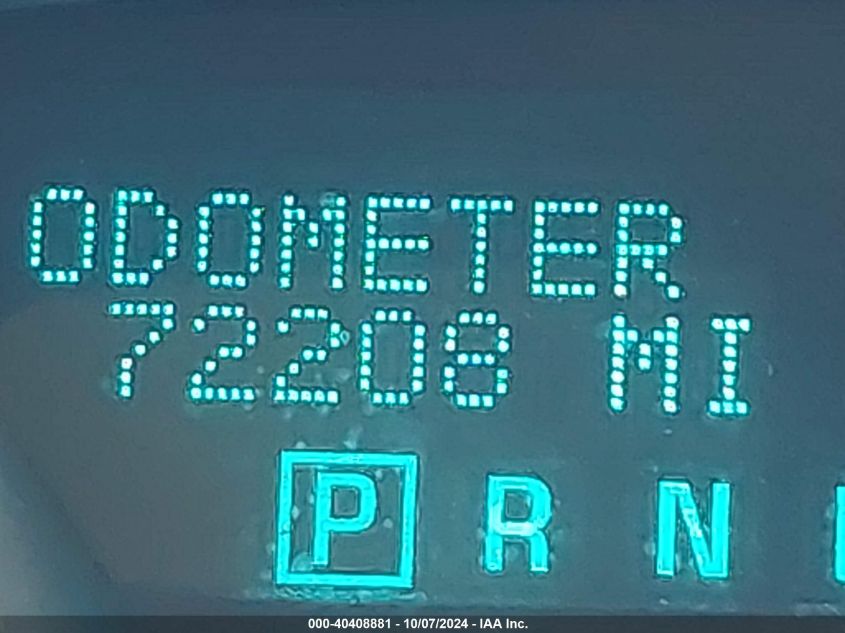 ODOMETER
72208 MI
P R N
000-40408881 - 10/07/2024 - IAA Inc.